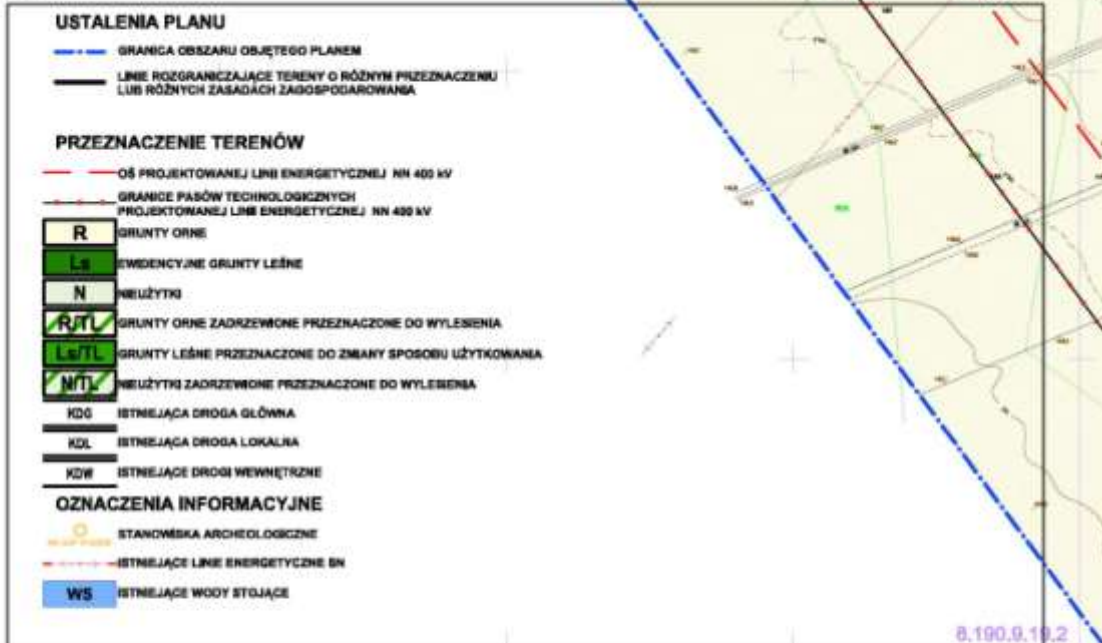 USTALENIA PLANU
GRANICA OBSZARU OBJĘTEGO PLANEM
LINIE ROZGRANICZAJĄCE TERENY O RÓŻNYM PRZEZNACZENIU
LUB RÓŻNYCH ZASADACH ZAGOSPODAROWANIA
PRZEZNACZENIE TERENÓW
OŚ PROJEKTOWANEJ LINII ENERGETYCZNEJ NN 400 kV
GRANICE PASÓW TECHNOLOGICZNYCH
PROJEKTOWANEJ LINII ENERGETYCZNEJ NN 400 kV
R GRUNTY ORNE
Ls EWIDENCYJNE GRUNTY LEŚNE
N NIEUŻYTKI
R/TL GRUNTY ORNE ZADRZEWIONE PRZEZNACZONE DO WYLESIENIA
Ls/TL GRUNTY LEŚNE PRZEZNACZONE DO ZMIANY SPOSOBU UŻYTKOWANIA
N/TL NIEUŻYTKI ZADRZEWIONE PRZEZNACZONE DO WYLESIENIA
KDG ISTNIEJĄCA DROGA GŁÓWNA
KDL ISTNIEJĄCA DROGA LOKALNA
KDW ISTNIEJĄCE DROGI WEWNĘTRZNE
OZNACZENIA INFORMACYJNE
STANOWISKA ARCHEOLOGICZNE
ISTNIEJĄCE LINIE ENERGETYCZNE SN
WS ISTNIEJĄCE WODY STOJĄCE
8.190.9.19.2